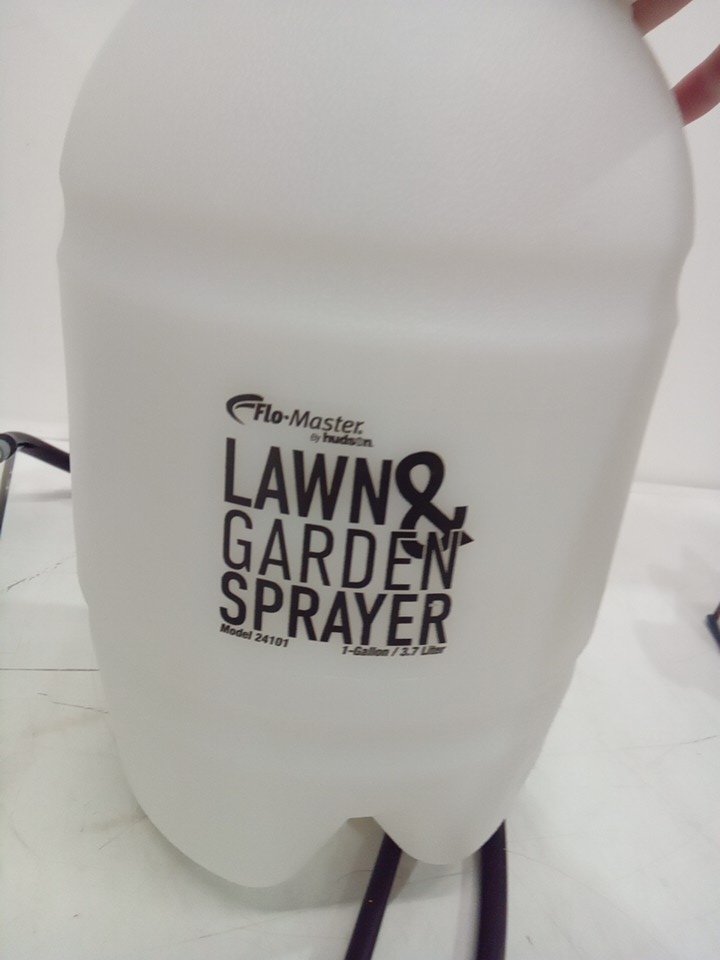 Flo-Master
By hudson
LAWN &
GARDEN
SPRAYER
Model 24101
1-Gallon / 3.7 Liter